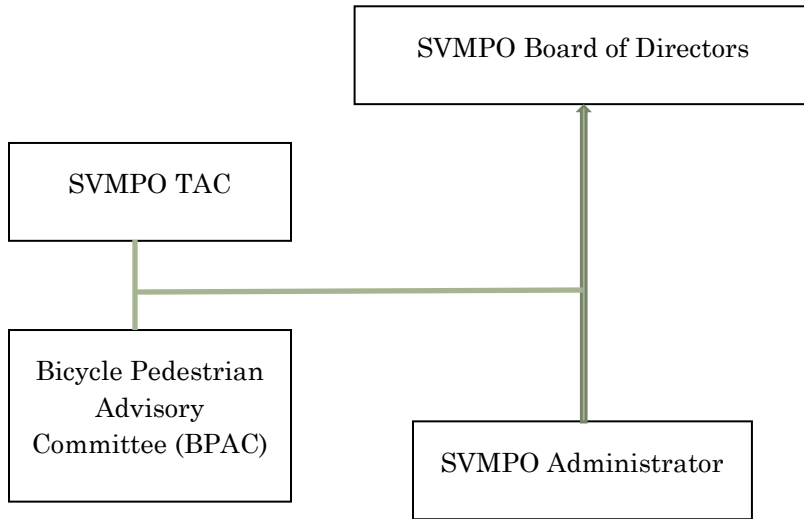 SVMPO Board of Directors
SVMPO TAC
Bicycle Pedestrian
Advisory
Committee (BPAC)
SVMPO Administrator